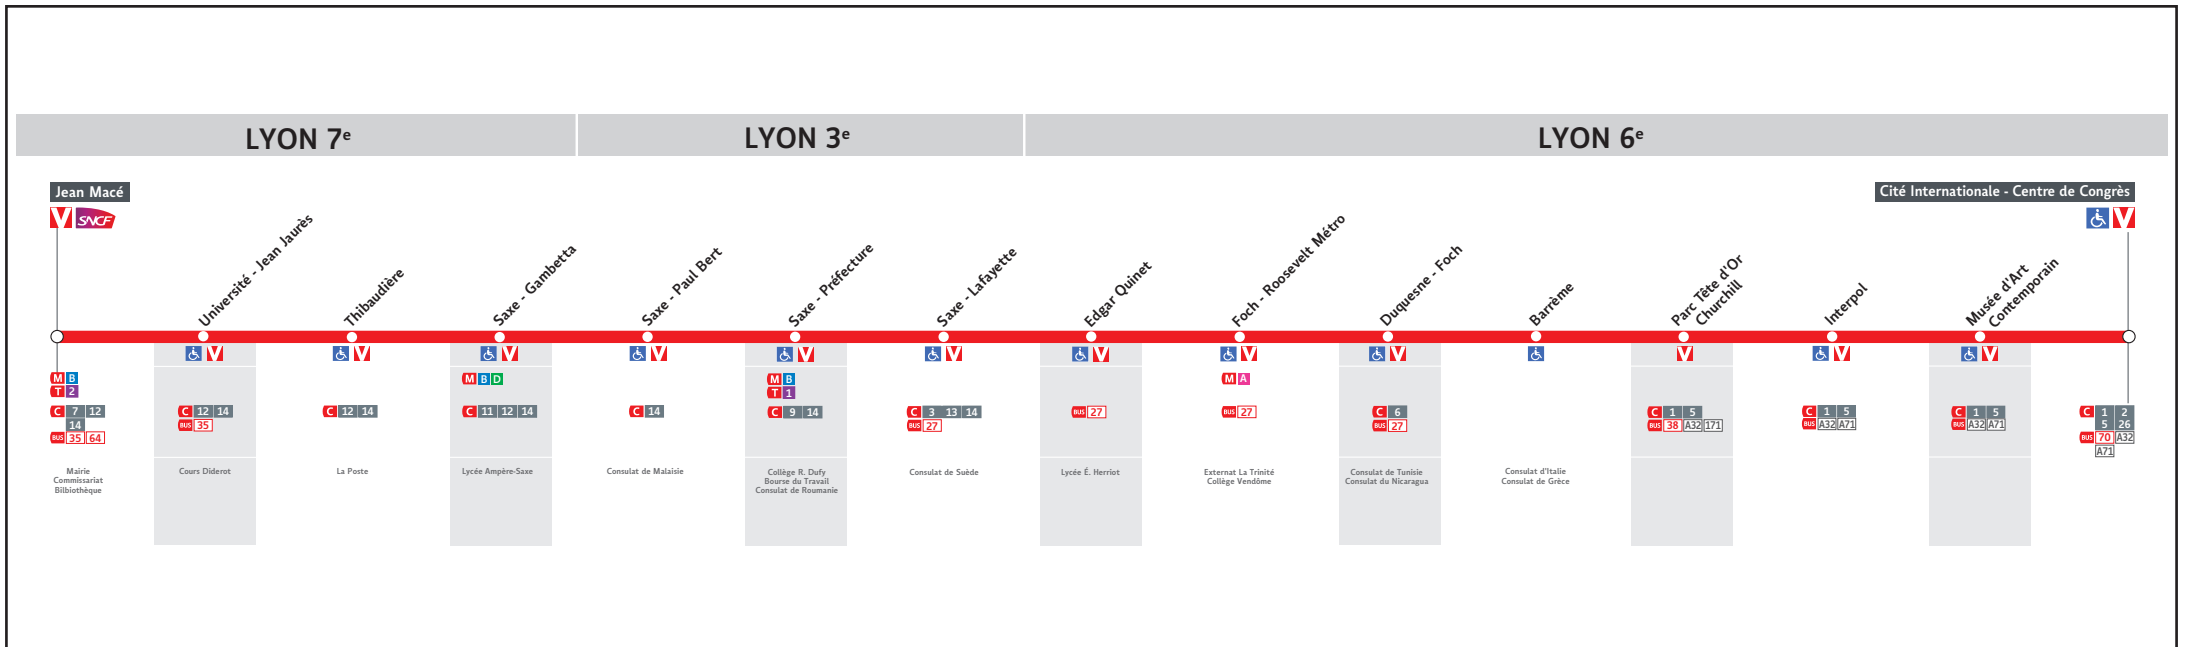 LYON 7e
LYON 3e
LYON 6e
Jean Macé
V SNCF
Cité Internationale - Centre de Congrès
V
Université - Jean Jaurès
Thibaudière
Saxe - Gambetta
Saxe - Paul Bert
Saxe - Préfecture
Saxe - Lafayette
Edgar Quinet
Foch - Roosevelt Métro
Duquesne - Foch
Barrème
Parc Tête d'Or
Churchill
Interpol
Musée d'Art
Contemporain
M B
T 2
C 7 12
14
BUS 35 64
Mairie
Commissariat
Bilbiothèque
V
C 12 14
BUS 35
Cours Diderot
V
C 12 14
La Poste
V
M B D
C 11 12 14
Lycée Ampère-Saxe
V
C 14
Consulat de Malaisie
V
M B
T 1
C 9 14
Collège R. Dufy
Bourse du Travail
Consulat de Roumanie
V
C 3 13 14
BUS 27
Consulat de Suède
V
BUS 27
Lycée É. Herriot
V
M A
BUS 27
Externat La Trinité
Collège Vendôme
V
C 6
BUS 27
Consulat de Tunisie
Consulat du Nicaragua
Consulat d'Italie
Consulat de Grèce
V
C 1 5
BUS 38 A32 171
V
C 1 5
BUS A32 A71
V
C 1 5
BUS A32 A71
C 1 2
5 26
BUS 70 A32
A71